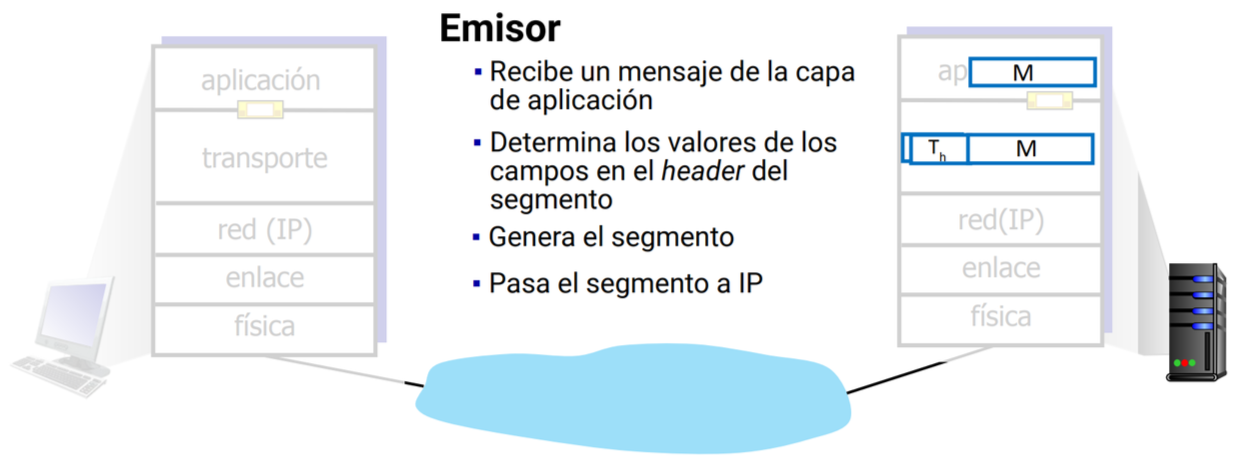 Emisor
▪ Recibe un mensaje de la capa
de aplicación
▪ Determina los valores de los
campos en el header del
segmento
▪ Genera el segmento
▪ Pasa el segmento a IP
aplicación
transporte
red (IP)
enlace
física
ap
M
Th
M
red(IP)
enlace
física